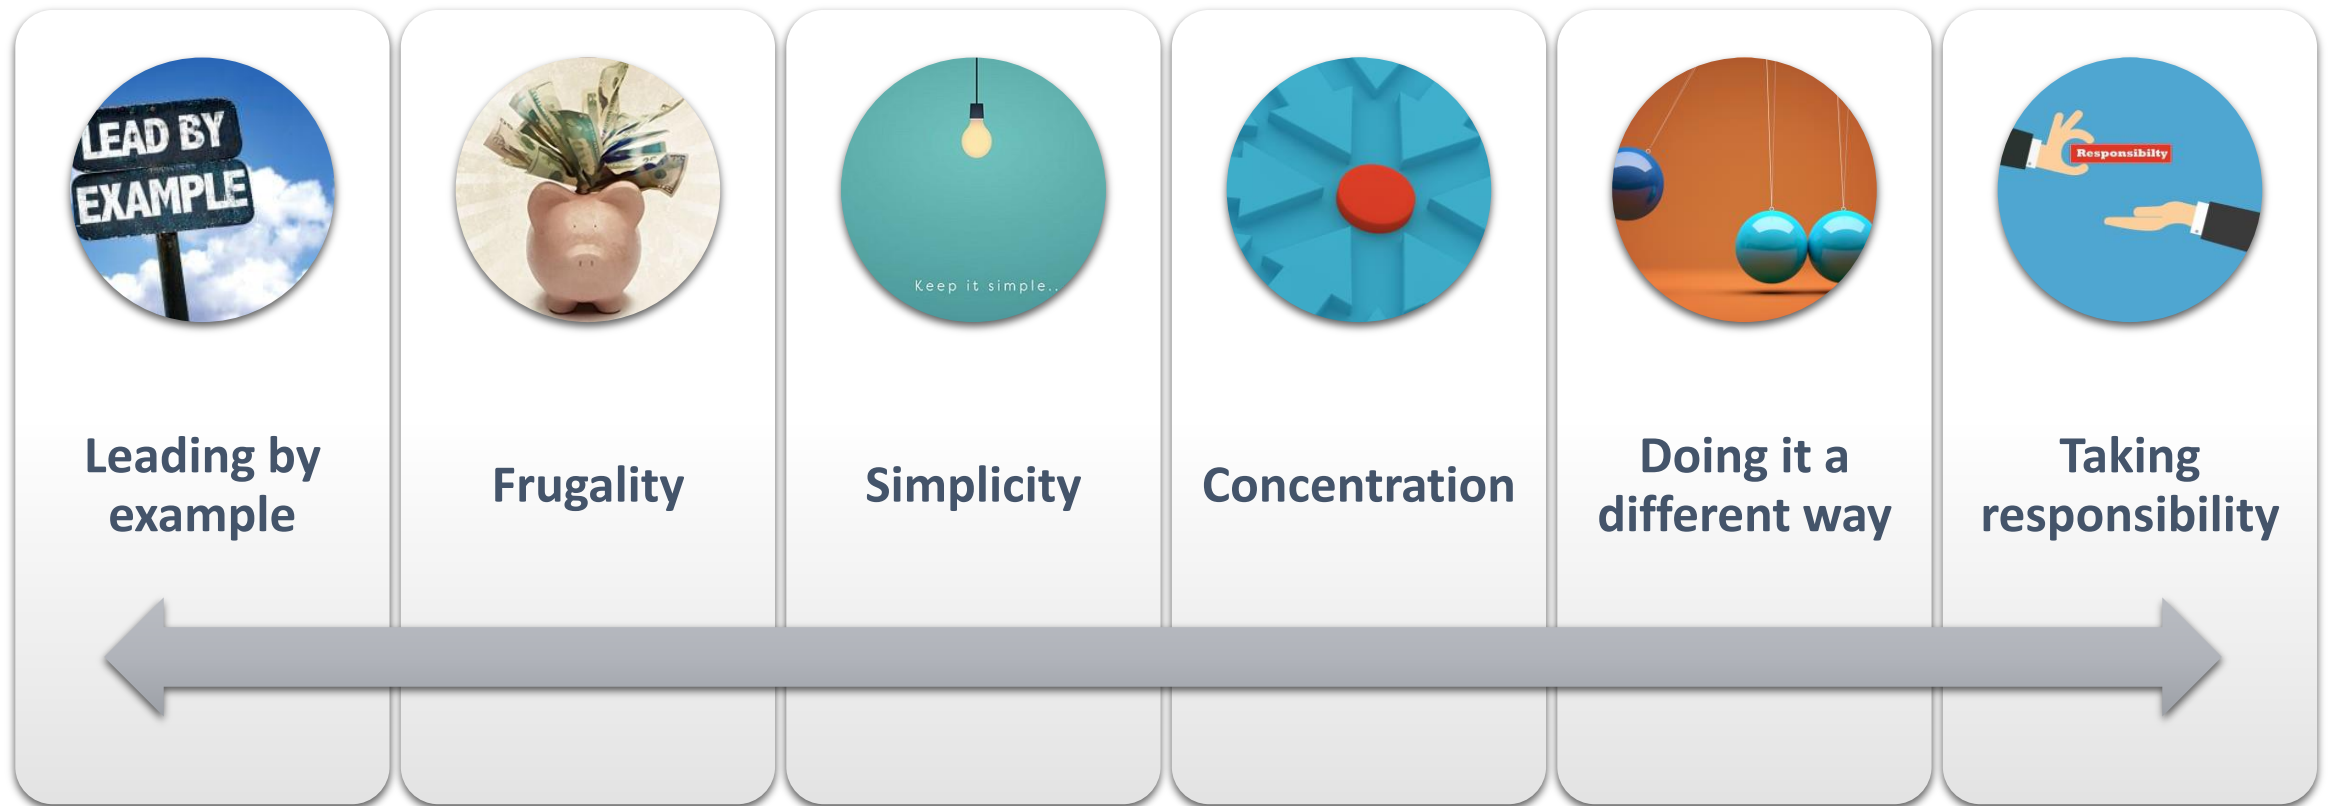 LEAD BY
EXAMPLE
Keep it simple..
Responsibilty
Leading by
example
Frugality
Simplicity
Concentration
Doing it a
different way
Taking
responsibility